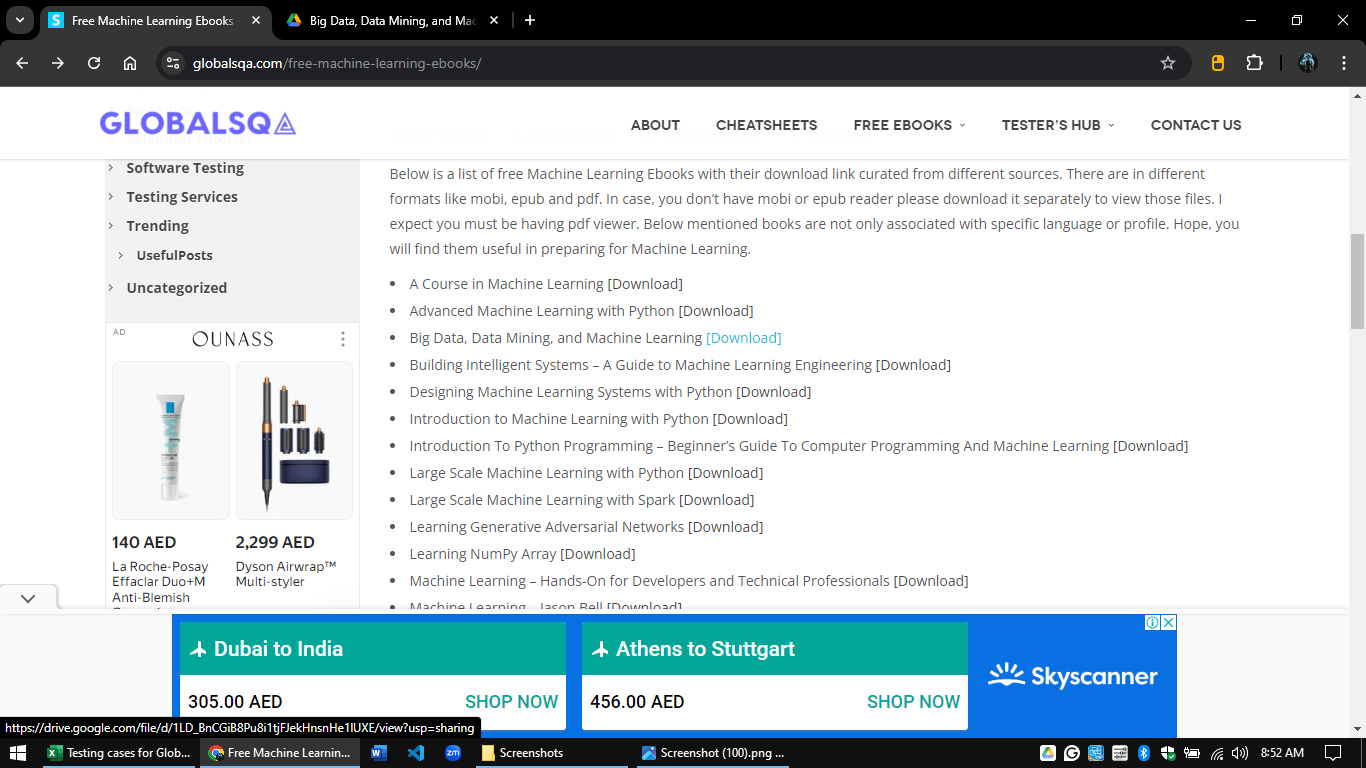 Free Machine Learning Ebooks
Big Data, Data Mining, and Mac
globalsqa.com/free-machine-learning-ebooks/
GLOBALSQA
ABOUT
CHEATSHEETS
FREE EBOOKS
TESTER'S HUB
CONTACT US
Software Testing
Testing Services
Trending
UsefulPosts
Uncategorized
AD
OUNASS
140 AED
La Roche-Posay
Effaclar Duo+M
Anti-Blemish
2,299 AED
Dyson Airwrap™
Multi-styler
Below is a list of free Machine Learning Ebooks with their download link curated from different sources. There are in different
formats like mobi, epub and pdf. In case, you don't have mobi or epub reader please download it separately to view those files. I
expect you must be having pdf viewer. Below mentioned books are not only associated with specific language or profile. Hope, you
will find them useful in preparing for Machine Learning.
A Course in Machine Learning [Download]
Advanced Machine Learning with Python [Download]
Big Data, Data Mining, and Machine Learning [Download]
Building Intelligent Systems – A Guide to Machine Learning Engineering [Download]
Designing Machine Learning Systems with Python [Download]
Introduction to Machine Learning with Python [Download]
Introduction To Python Programming – Beginner's Guide To Computer Programming And Machine Learning [Download]
Large Scale Machine Learning with Python [Download]
Large Scale Machine Learning with Spark [Download]
Learning Generative Adversarial Networks [Download]
Learning NumPy Array [Download]
Machine Learning – Hands-On for Developers and Technical Professionals [Download]
Machine Learning – Jason Bell [Download]
Dubai to India
305.00 AED
SHOP NOW
Athens to Stuttgart
456.00 AED
SHOP NOW
Skyscanner
https://drive.google.com/file/d/1LD_BnCGiB8Pu8i1tjFJekHnsnHe1IUXE/view?usp=sharing
Testing cases for Glob...
Free Machine Learnin...
Screenshots
Screenshot (100).png ...
8:52 AM